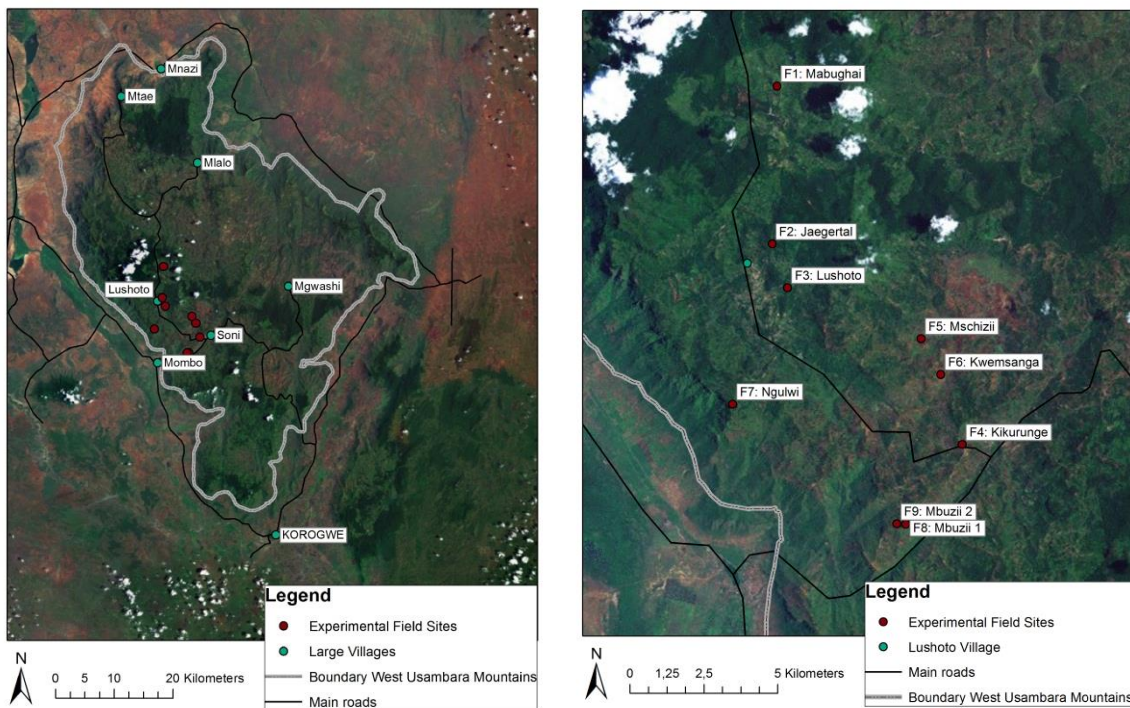 Mnazi
Mtae
Mlalo
Lushoto
Mgwashi
Soni
Mombo
KOROGWE
Legend
Experimental Field Sites
Large Villages
Boundary West Usambara Mountains
Main roads
N
0 5 10 20 Kilometers
F1: Mabughai
F2: Jaegertal
F3: Lushoto
F5: Mschizii
F6: Kwemsanga
F7: Ngulwi
F4: Kikurunge
F9: Mbuzii 2
F8: Mbuzii 1
Legend
Experimental Field Sites
Lushoto Village
Main roads
Boundary West Usambara Mountains
N
0 1,25 2,5 5 Kilometers